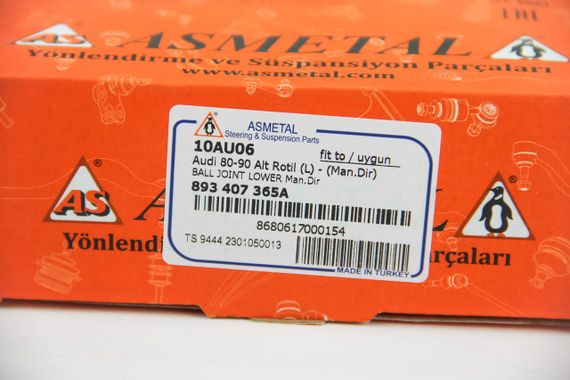 AS ASMETAL
Yönlendirme ve Süspansiyon Parçaları
www.asmetal.com
ASMETAL
Steering & Suspension Parts
10AU06 fit to / uygun
Audi 80-90 Alt Rotil (L) - (Man.Dir)
BALL JOINT LOWER Man.Dir
893 407 365A
8680617000154
TS 9444 2301050013
MADE IN TURKEY
AS